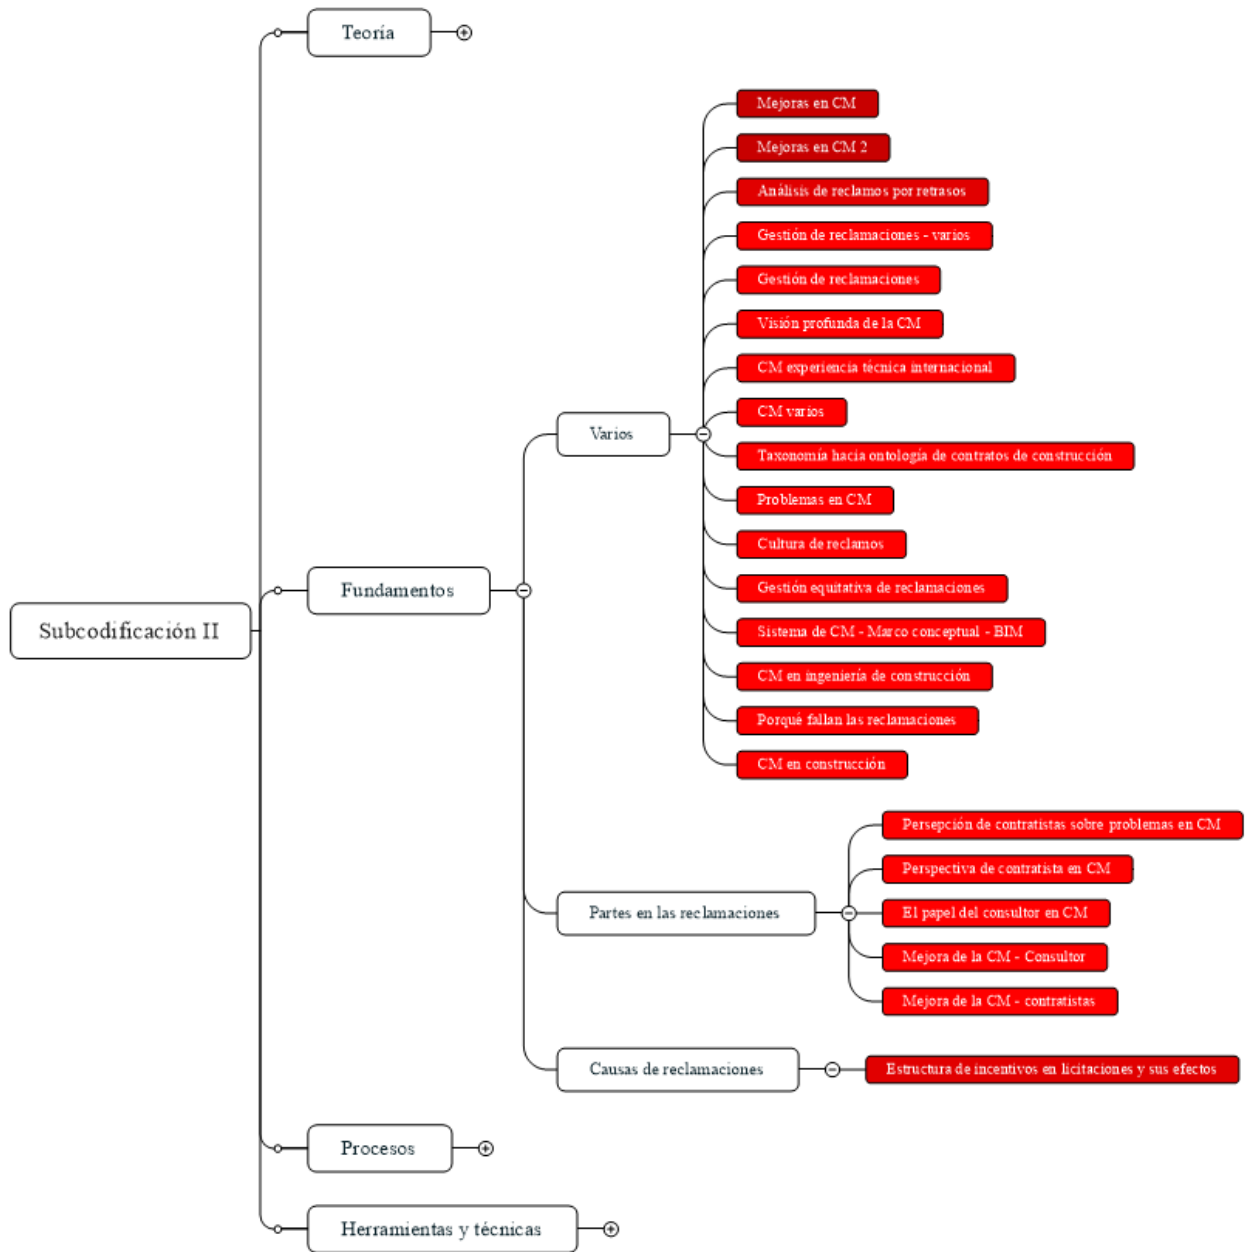 Teoría
Mejoras en CM
Mejoras en CM 2
Análisis de reclamos por retrasos
Gestión de reclamaciones - varios
Gestión de reclamaciones
Visión profunda de la CM
CM experiencia técnica internacional
CM varios
Varios
Taxonomía hacia ontología de contratos de construcción
Problemas en CM
Cultura de reclamos
Gestión equitativa de reclamaciones
Fundamentos
Sistema de CM - Marco conceptual - BIM
Subcodificación II
CM en ingeniería de construcción
Porqué fallan las reclamaciones
CM en construcción
Persepción de contratistas sobre problemas en CM
Perspectiva de contratista en CM
Partes en las reclamaciones
El papel del consultor en CM
Mejora de la CM - Consultor
Mejora de la CM - contratistas
Causas de reclamaciones
Estructura de incentivos en licitaciones y sus efectos
Procesos
Herramientas y técnicas